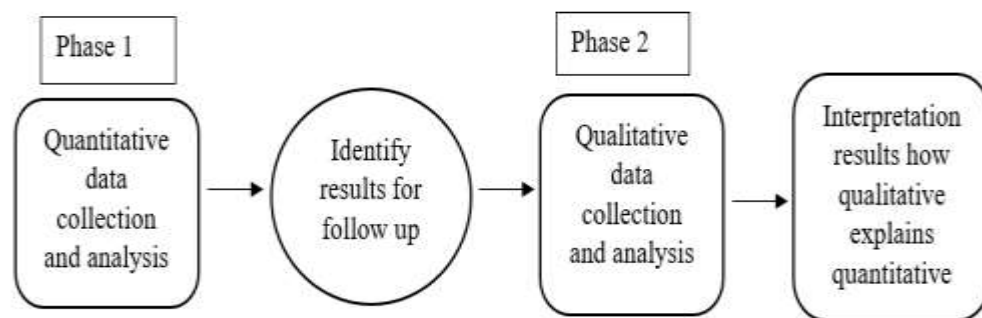 Phase 1
Quantitative
data
collection
and analysis
Identify
results for
follow up
Phase 2
Qualitative
data
collection
and analysis
Interpretation
results how
qualitative
explains
quantitative